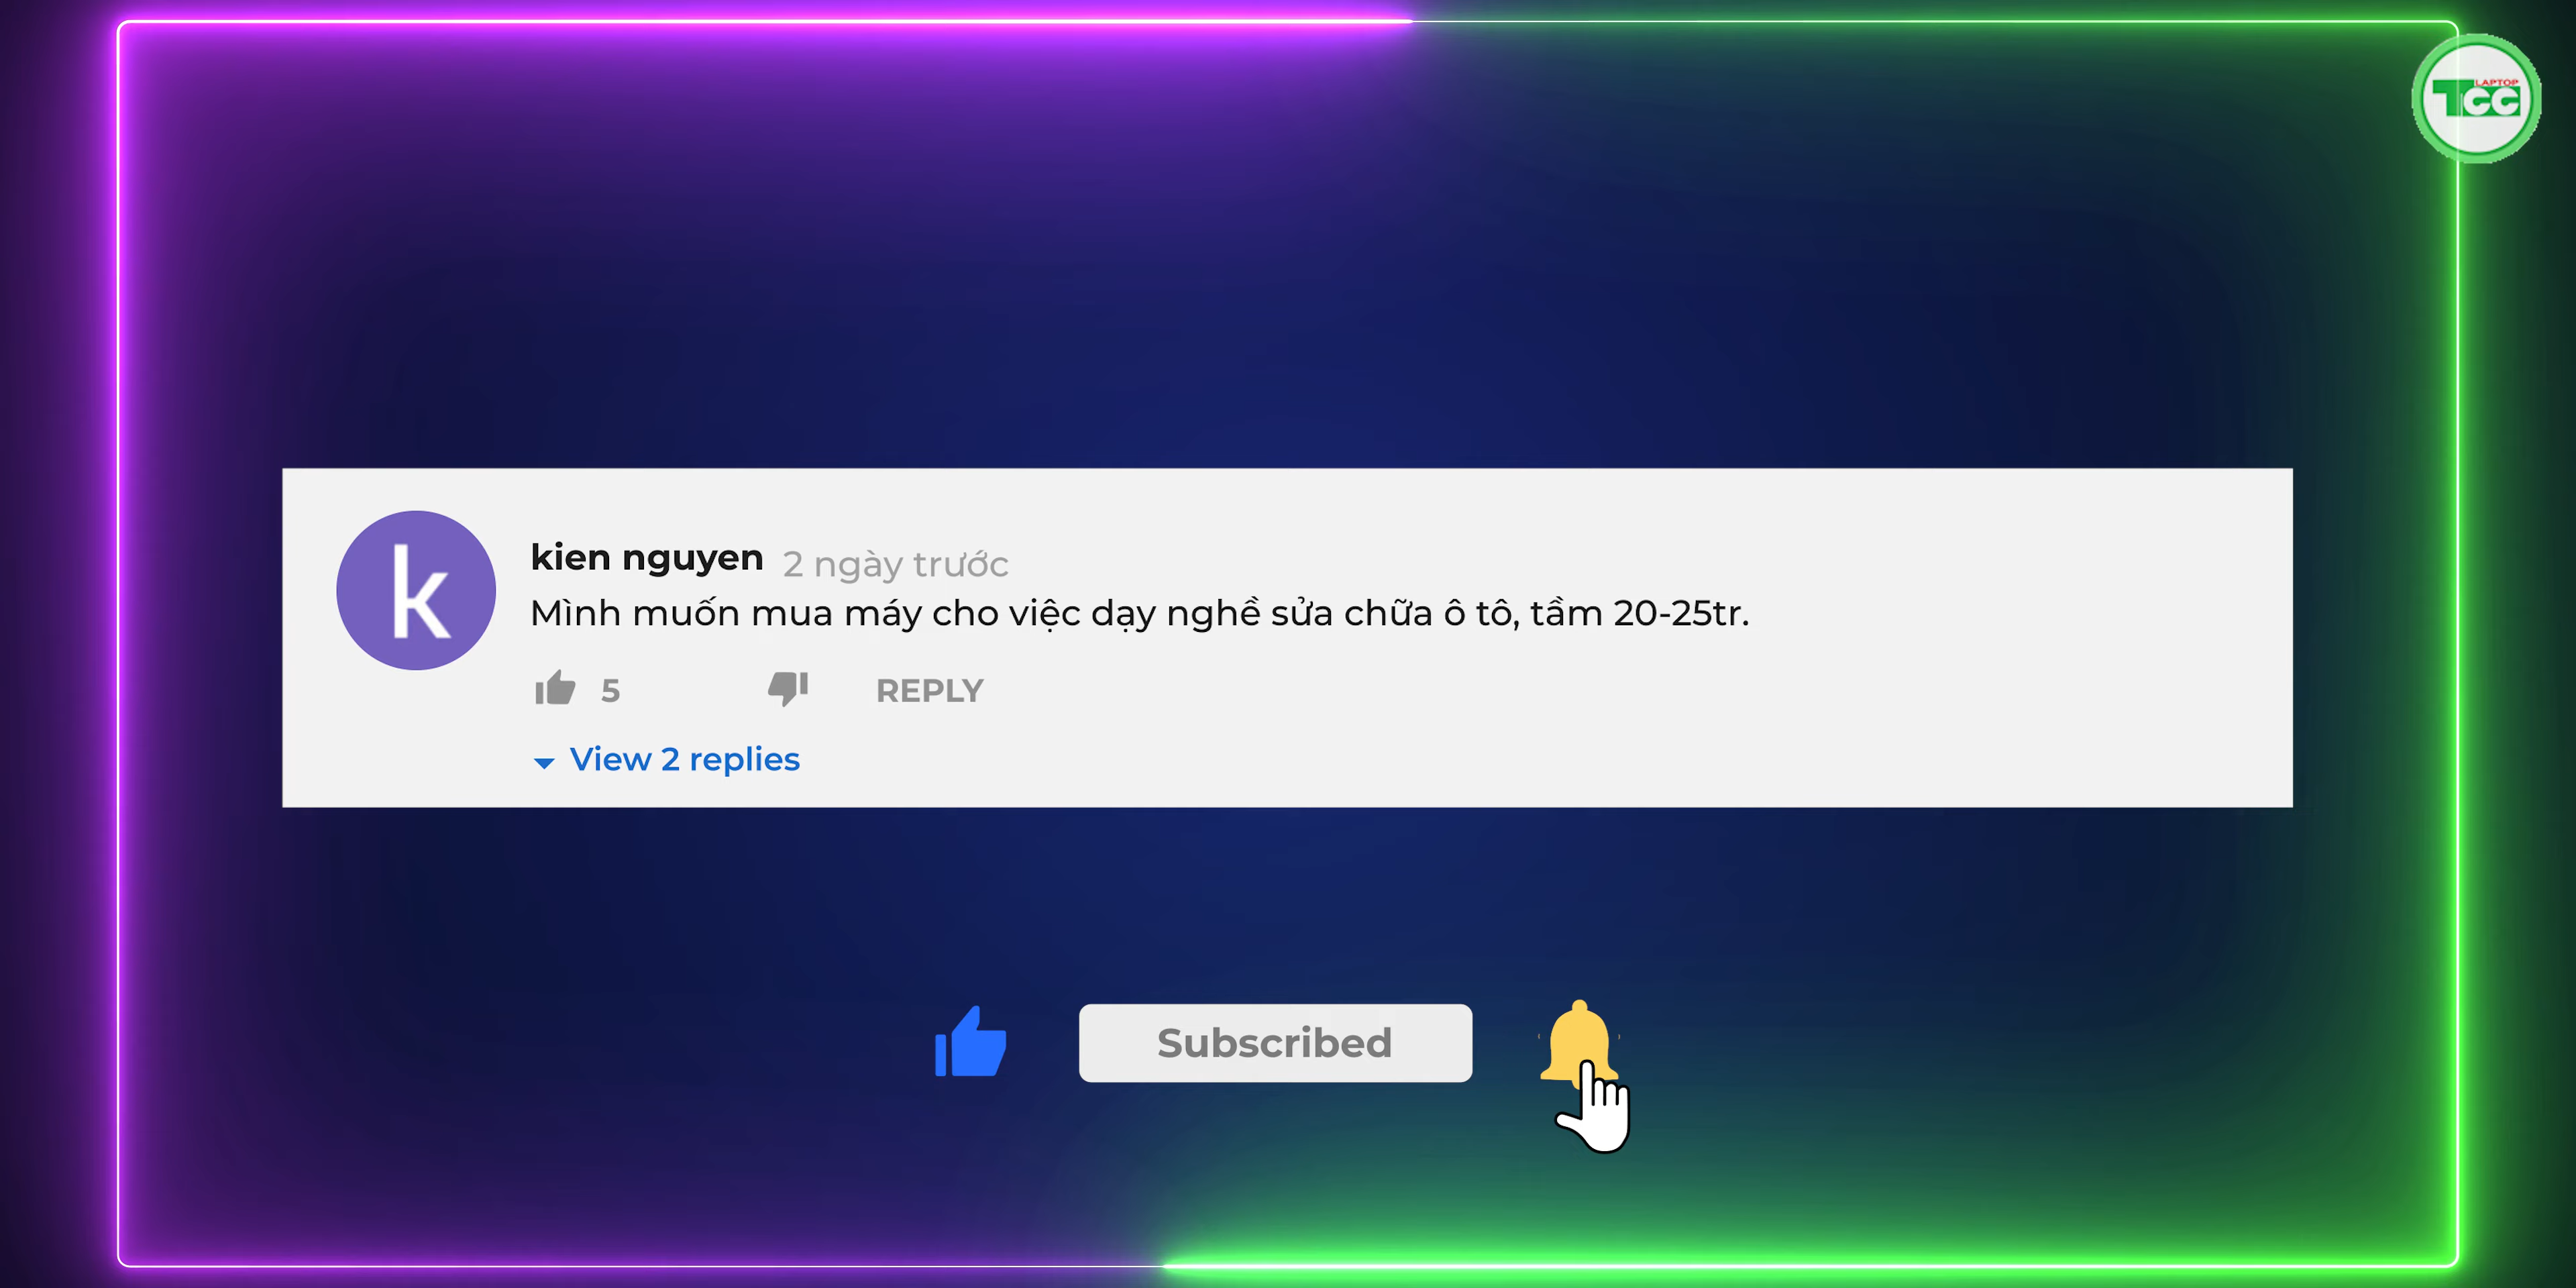 LAPTOP
TCC
k
kien nguyen 2 ngày trước
Mình muốn mua máy cho việc dạy nghề sửa chữa ô tô, tầm 20-25tr.
5 REPLY
View 2 replies
Subscribed